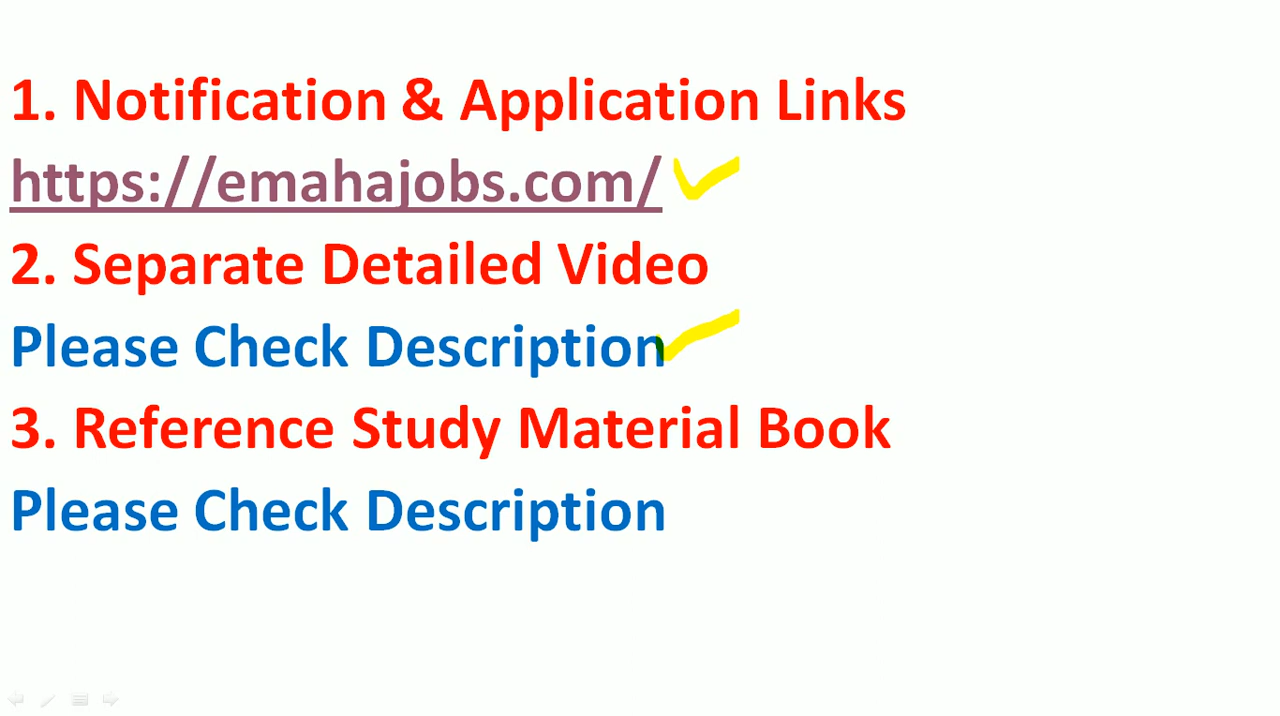 1. Notification & Application Links
https://emahajobs.com/
2. Separate Detailed Video
Please Check Description
3. Reference Study Material Book
Please Check Description